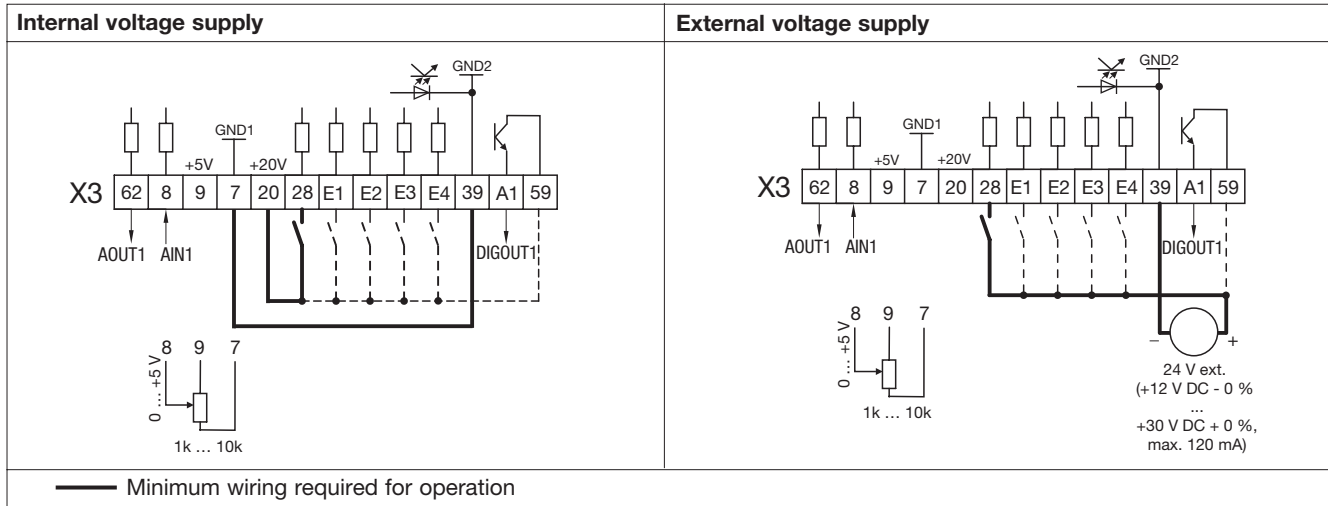 Internal voltage supply
GND2
GND1
+5V
+20V
X3 62 8 9 7 20 28 E1 E2 E3 E4 39 A1 59
AOUT1 AIN1
DIGOUT1
8 9 7
0 ... +5 V
1k ... 10k
External voltage supply
GND2
GND1
+5V
+20V
X3 62 8 9 7 20 28 E1 E2 E3 E4 39 A1 59
AOUT1 AIN1
DIGOUT1
8 9 7
0 ... +5 V
1k ... 10k
– +
24 V ext.
(+12 V DC - 0 %
...
+30 V DC + 0 %,
max. 120 mA)
Minimum wiring required for operation